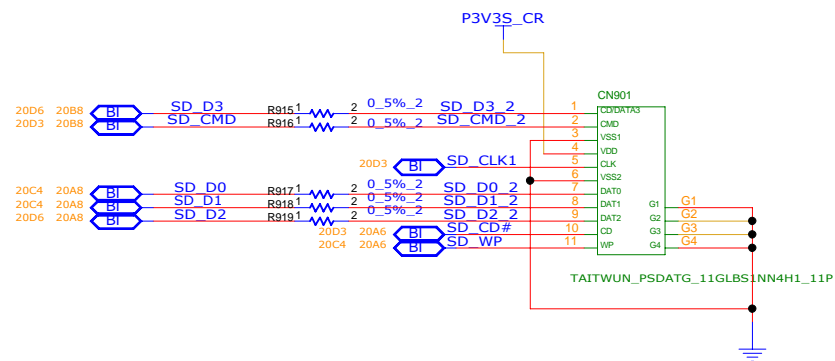 P3V3S_CR
CN901
20D6 20B8 BI SD_D3 R915 1 2 0_5%_2 SD_D3_2 1 CD/DATA3
20D3 20B8 BI SD_CMD R916 1 2 0_5%_2 SD_CMD_2 2 CMD
3 VSS1
4 VDD
20D3 BI SD_CLK1 5 CLK
6 VSS2
20C4 20A8 BI SD_D0 R917 1 2 0_5%_2 SD_D0_2 7 DAT0
20C4 20A8 BI SD_D1 R918 1 2 0_5%_2 SD_D1_2 8 DAT1 G1 G1
20D6 20A8 BI SD_D2 R919 1 2 0_5%_2 SD_D2_2 9 DAT2 G2 G2
20D3 20A6 BI SD_CD# 10 CD G3 G3
20C4 20A6 BI SD_WP 11 WP G4 G4
TAITWUN_PSDATG_11GLBS1NN4H1_11P